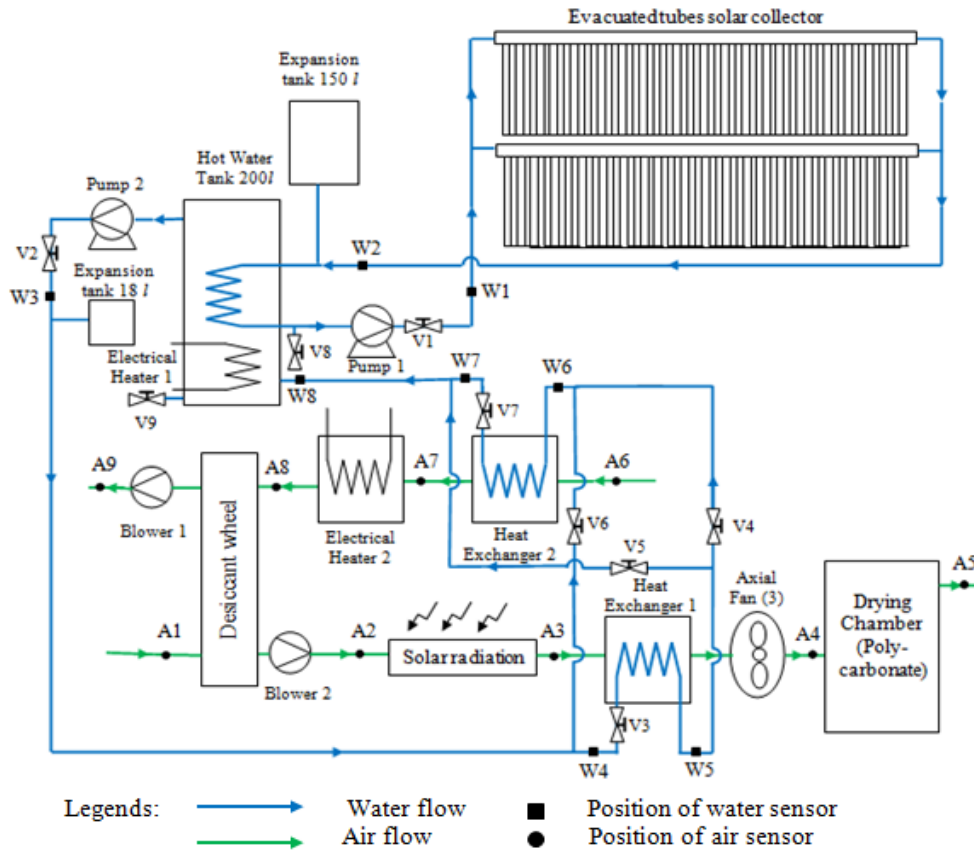 Evacuated tubes solar collector
Expansion
tank 150 l
Hot Water
Tank 200l
Pump 2
V2
W3
Expansion
tank 18 l
W2
W1
V1
Pump 1
V8
Electrical
Heater 1
V9
W8
W7
W6
V7
A9
A8
A7
A6
Blower 1
Electrical
Heater 2
Heat
Exchanger 2
V6
V4
V5
Desiccant wheel
Heat
Exchanger 1
Axial
Fan (3)
A5
A1
A2
A3
A4
Blower 2
Solar radiation
Drying
Chamber
(Poly-
carbonate)
V3
W4
W5
Legends:
Water flow
Position of water sensor
Air flow
Position of air sensor